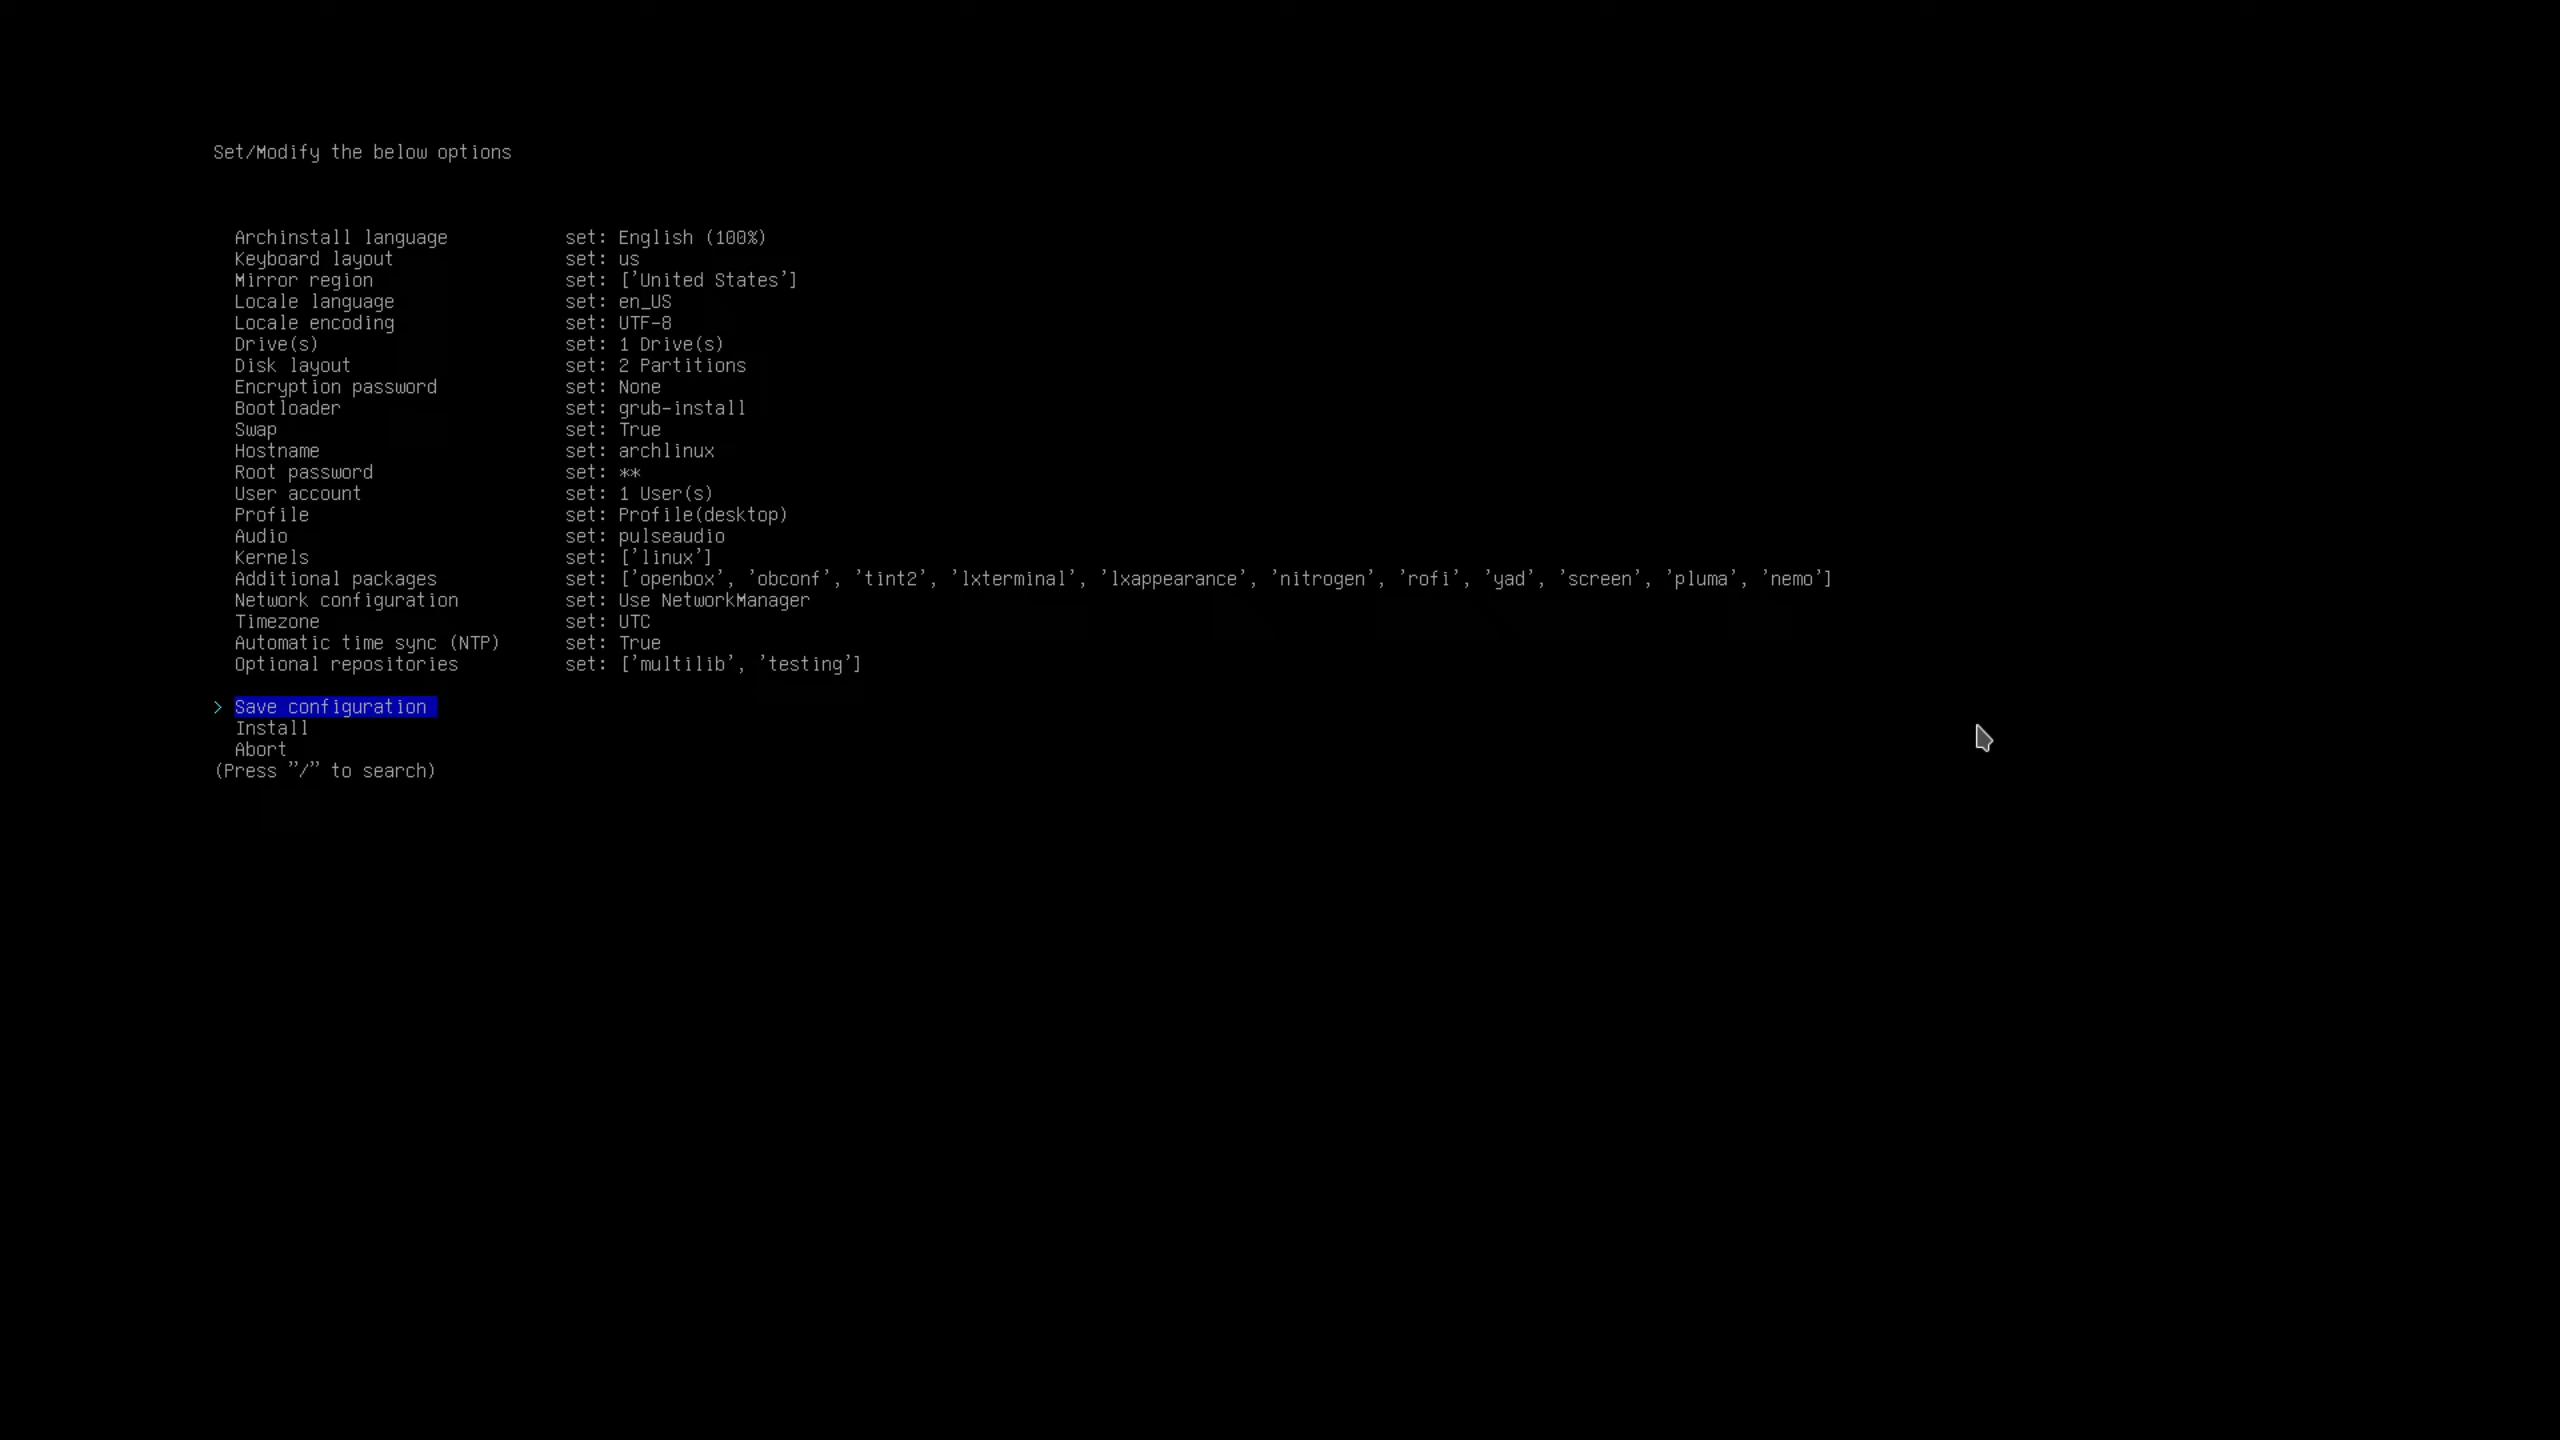 Set/Modify the below options
Archinstall language set: English (100%)
Keyboard layout set: us
Mirror region set: ['United States']
Locale language set: en_US
Locale encoding set: UTF-8
Drive(s) set: 1 Drive(s)
Disk layout set: 2 Partitions
Encryption password set: None
Bootloader set: grub-install
Swap set: True
Hostname set: archlinux
Root password set: **
User account set: 1 User(s)
Profile set: Profile(desktop)
Audio set: pulseaudio
Kernels set: ['linux']
Additional packages set: ['openbox', 'obconf', 'tint2', 'lxterminal', 'lxappearance', 'nitrogen', 'rofi', 'yad', 'screen', 'pluma', 'nemo']
Network configuration set: Use NetworkManager
Timezone set: UTC
Automatic time sync (NTP) set: True
Optional repositories set: ['multilib', 'testing']
> Save configuration
Install
Abort
(Press "/" to search)